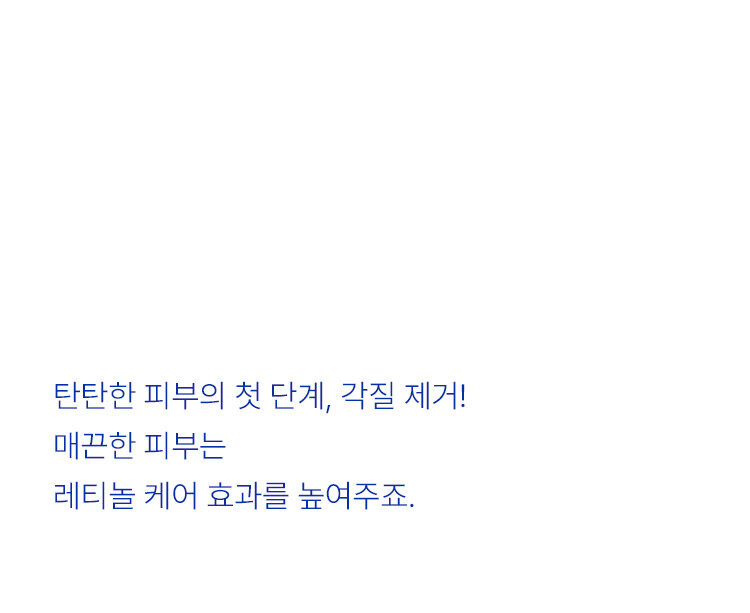 탄탄한 피부의 첫 단계, 각질 제거!
매끈한 피부는
레티놀 케어 효과를 높여주죠.